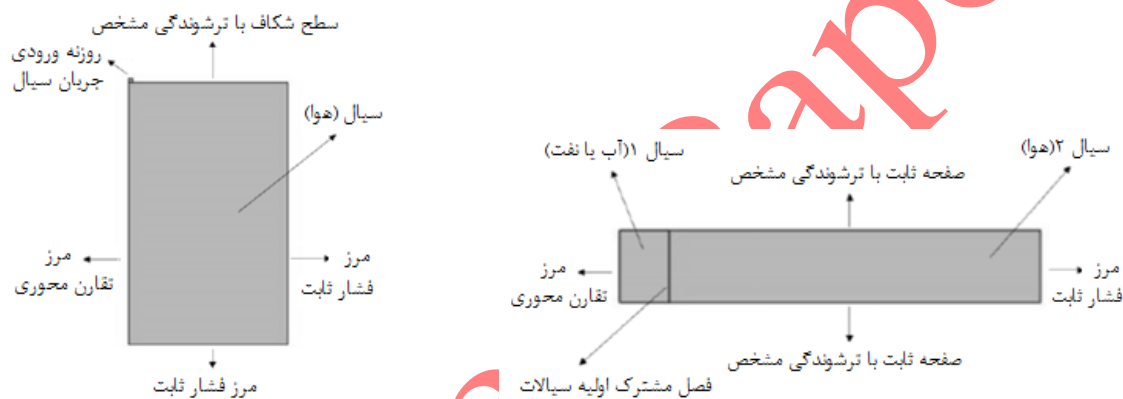 سطح شکاف با ترشوندگی مشخص
روزنه ورودی
جریان سیال
سیال (هوا)
مرز
تقارن محوری
مرز
فشار ثابت
مرز فشار ثابت
سیال ۱(آب یا نفت)
صفحه ثابت با ترشوندگی مشخص
سیال ۲(هوا)
مرز
تقارن محوری
مرز
فشار ثابت
صفحه ثابت با ترشوندگی مشخص
فصل مشترک اولیه سیالات